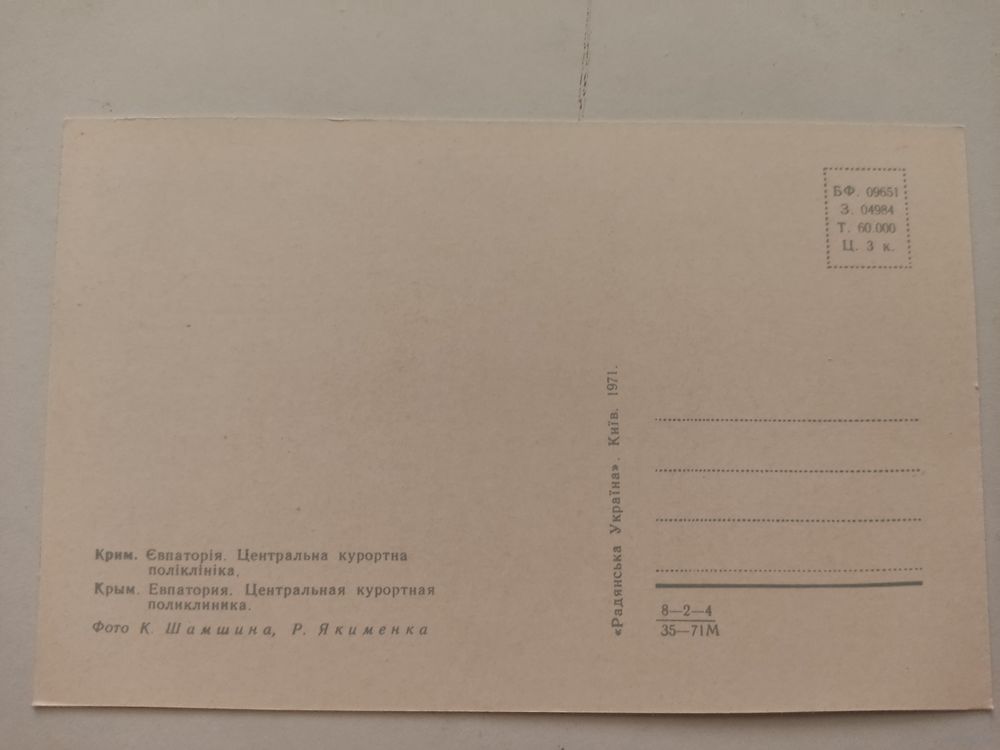 БФ. 09651
З. 04984
Т. 60.000
Ц. 3 к.
Крим. Євпаторія. Центральна курортна
поліклініка.
Крым. Евпатория. Центральная курортная
поликлиника.
Фото К. Шамшина, Р. Якименка
«Радянська Україна». Київ. 1971.
8—2—4
35—71М